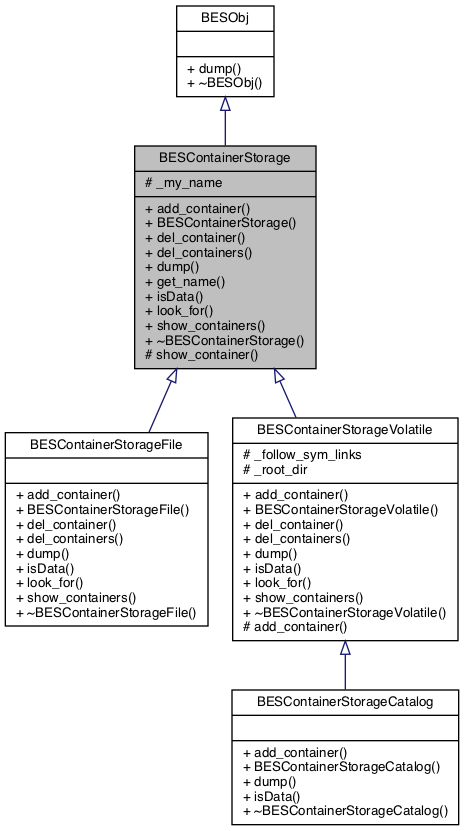 BESObj
+ dump()
+ ~BESObj()
BESContainerStorage
# _my_name
+ add_container()
+ BESContainerStorage()
+ del_container()
+ del_containers()
+ dump()
+ get_name()
+ isData()
+ look_for()
+ show_containers()
+ ~BESContainerStorage()
# show_container()
BESContainerStorageFile
+ add_container()
+ BESContainerStorageFile()
+ del_container()
+ del_containers()
+ dump()
+ isData()
+ look_for()
+ show_containers()
+ ~BESContainerStorageFile()
BESContainerStorageVolatile
# _follow_sym_links
# _root_dir
+ add_container()
+ BESContainerStorageVolatile()
+ del_container()
+ del_containers()
+ dump()
+ isData()
+ look_for()
+ show_containers()
+ ~BESContainerStorageVolatile()
# add_container()
BESContainerStorageCatalog
+ add_container()
+ BESContainerStorageCatalog()
+ dump()
+ isData()
+ ~BESContainerStorageCatalog()